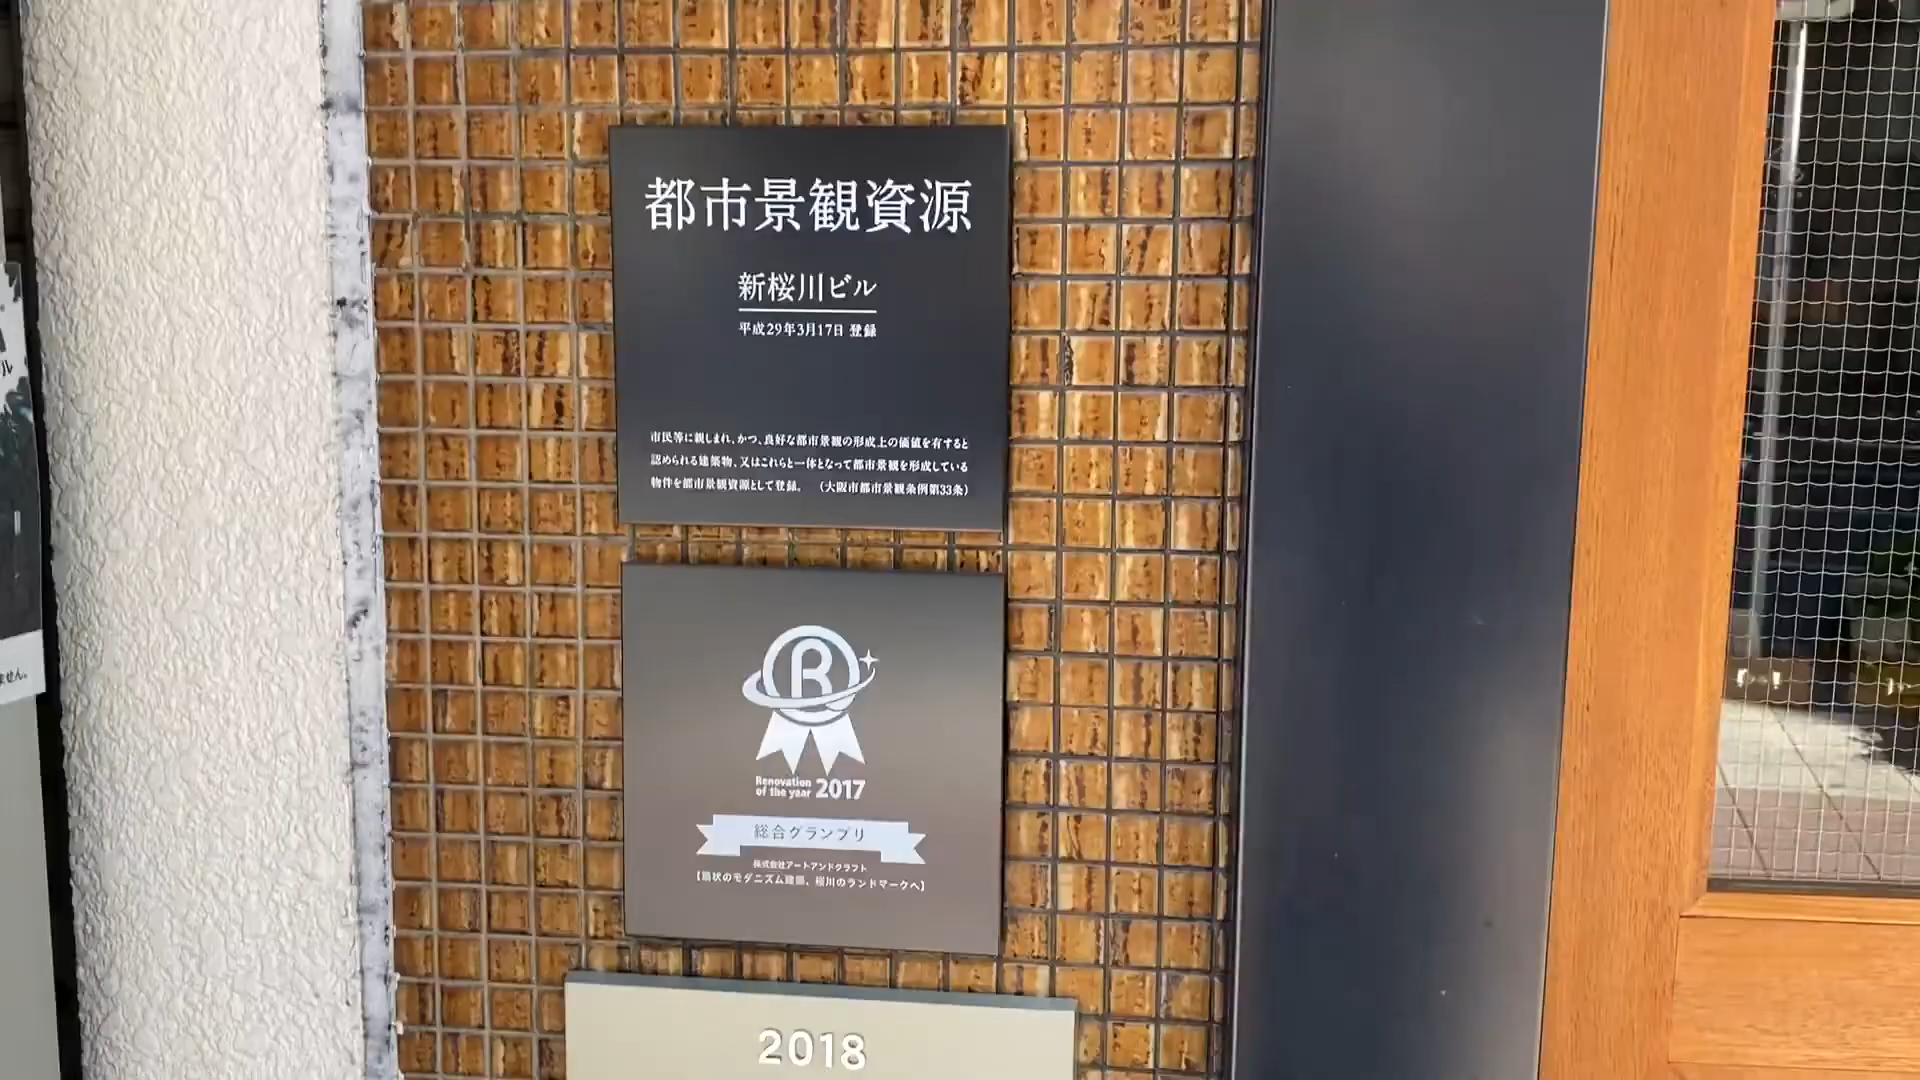 都市景観資源
新桜川ビル
平成29年3月17日 登録
市民等に親しまれ、かつ、良好な都市景観の形成上の価値を有すると
認められる建築物、又はこれらと一体となって都市景観を形成している
物件を都市景観資源として登録。 （大阪市都市景観条例第33条）
R
Renovation
of the year 2017
総合グランプリ
株式会社アートアンドクラフト
【扇状のモダニズム建築、桜川のランドマークへ】
2018
ル
ません。